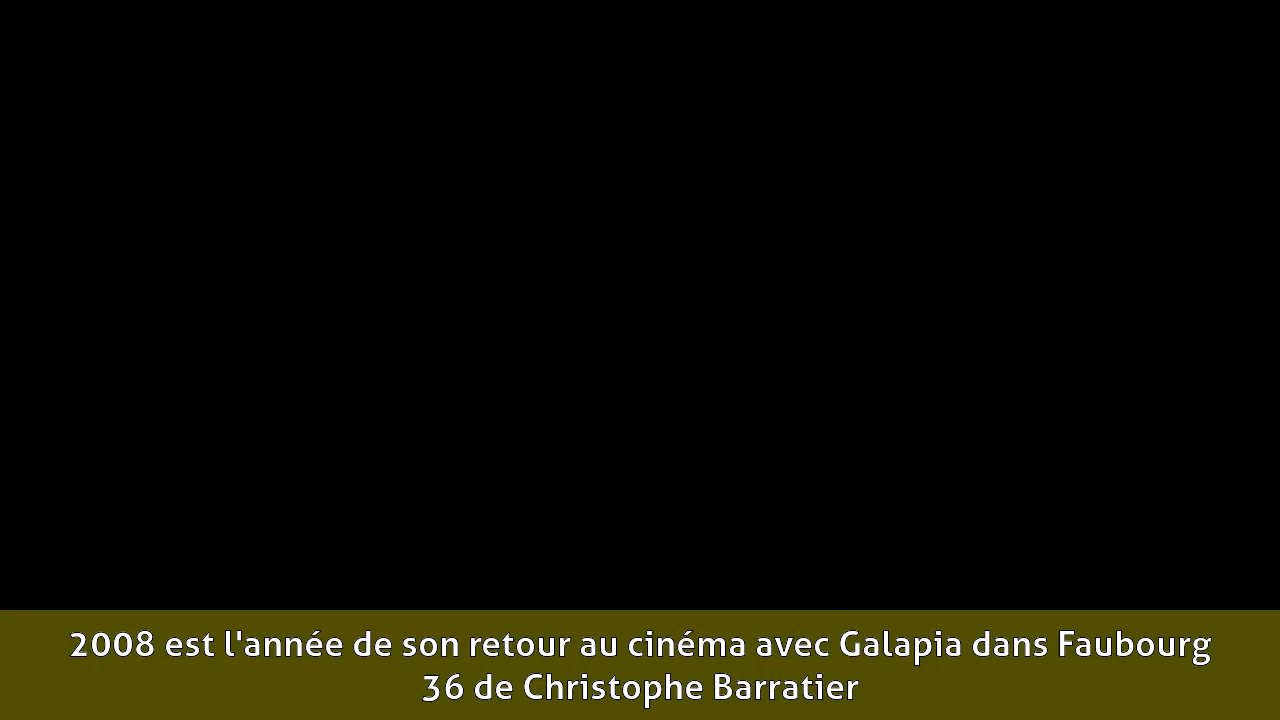 2008 est l'année de son retour au cinéma avec Galapia dans Faubourg
36 de Christophe Barratier